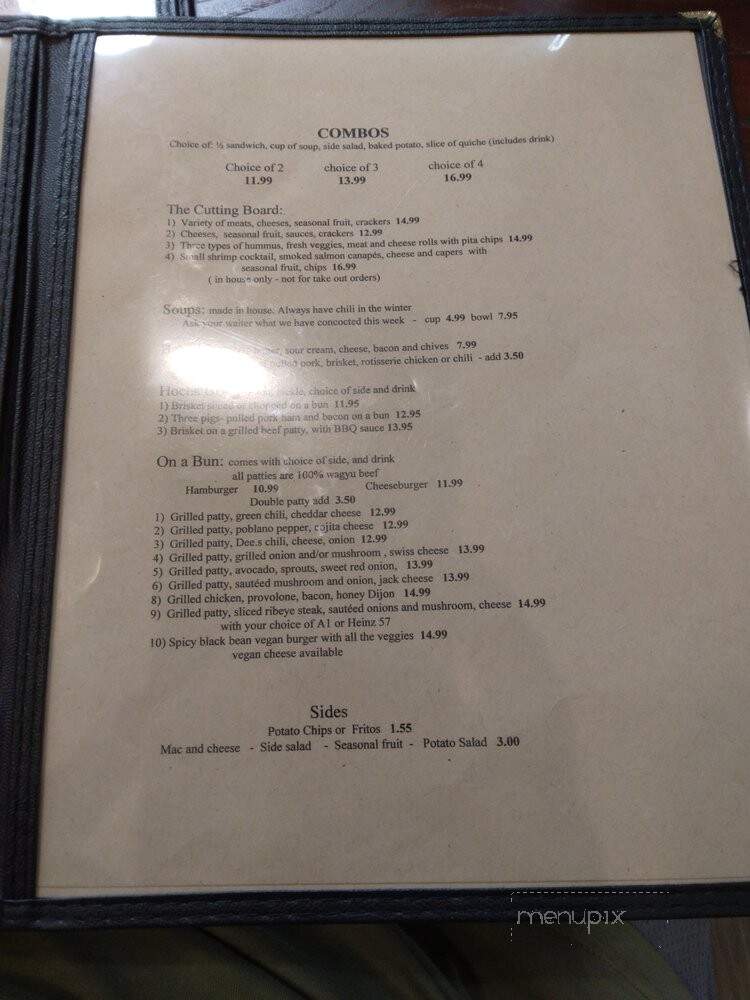 COMBOS
Choice of: ½ sandwich, cup of soup, side salad, baked potato, slice of quiche (includes drink)
Choice of 2 choice of 3 choice of 4
11.99 13.99 16.99
The Cutting Board:
1) Variety of meats, cheeses, seasonal fruit, crackers 14.99
2) Cheeses, seasonal fruit, sauces, crackers 12.99
3) Three types of hummus, fresh veggies, meat and cheese rolls with pita chips 14.99
4) Small shrimp cocktail, smoked salmon canapés, cheese and capers with
seasonal fruit, chips 16.99
( in house only - not for take out orders)
Soups: made in house. Always have chili in the winter
Ask your waiter what we have concocted this week - cup 4.99 bowl 7.95
sour cream, cheese, bacon and chives 7.99
pulled pork, brisket, rotisserie chicken or chili - add 3.50
choice of side and drink
1) Brisket sliced or chopped on a bun 11.95
2) Three pigs- pulled pork ham and bacon on a bun 12.95
3) Brisket on a grilled beef patty, with BBQ sauce 13.95
On a Bun: comes with choice of side, and drink
all patties are 100% wagyu beef
Hamburger 10.99 Cheeseburger 11.99
Double patty add 3.50
1) Grilled patty, green chili, cheddar cheese 12.99
2) Grilled patty, poblano pepper, cojita cheese 12.99
3) Grilled patty, Dee.s chili, cheese, onion 12.99
4) Grilled patty, grilled onion and/or mushroom , swiss cheese 13.99
5) Grilled patty, avocado, sprouts, sweet red onion, 13.99
6) Grilled patty, sautéed mushroom and onion, jack cheese 13.99
8) Grilled chicken, provolone, bacon, honey Dijon 14.99
9) Grilled patty, sliced ribeye steak, sautéed onions and mushroom, cheese 14.99
with your choice of A1 or Heinz 57
10) Spicy black bean vegan burger with all the veggies 14.99
vegan cheese available
Sides
Potato Chips or Fritos 1.55
Mac and cheese - Side salad - Seasonal fruit - Potato Salad 3.00
menupix